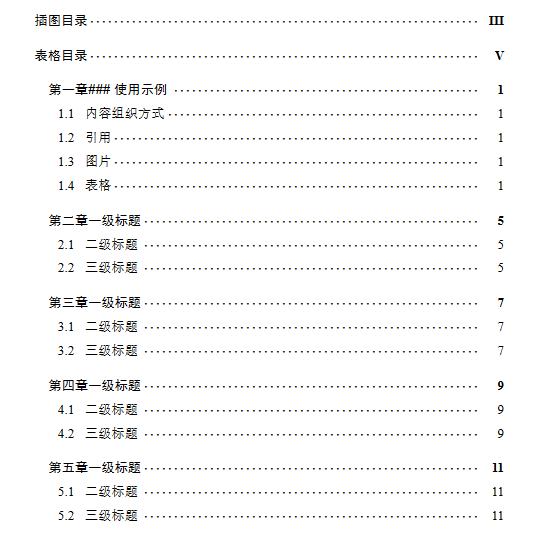 插图目录 ················ III
表格目录 ················ V
第一章### 使用示例 ················ 1
1.1 内容组织方式 ················ 1
1.2 引用 ················ 1
1.3 图片 ················ 1
1.4 表格 ················ 1
第二章一级标题 ················ 5
2.1 二级标题 ················ 5
2.2 三级标题 ················ 5
第三章一级标题 ················ 7
3.1 二级标题 ················ 7
3.2 三级标题 ················ 7
第四章一级标题 ················ 9
4.1 二级标题 ················ 9
4.2 三级标题 ················ 9
第五章一级标题 ················ 11
5.1 二级标题 ················ 11
5.2 三级标题 ················ 11